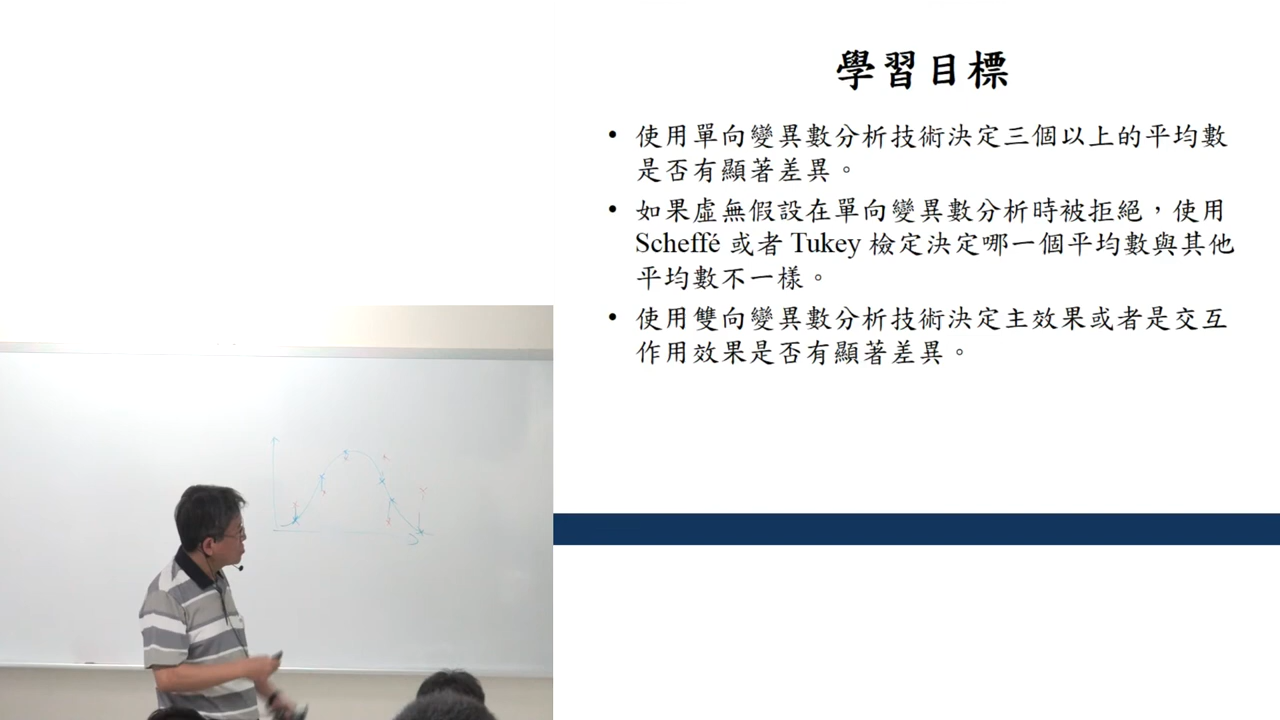 學習目標
• 使用單向變異數分析技術決定三個以上的平均數
是否有顯著差異。
• 如果虛無假設在單向變異數分析時被拒絕，使用
Scheffé 或者 Tukey 檢定決定哪一個平均數與其他
平均數不一樣。
• 使用雙向變異數分析技術決定主效果或者是交互
作用效果是否有顯著差異。